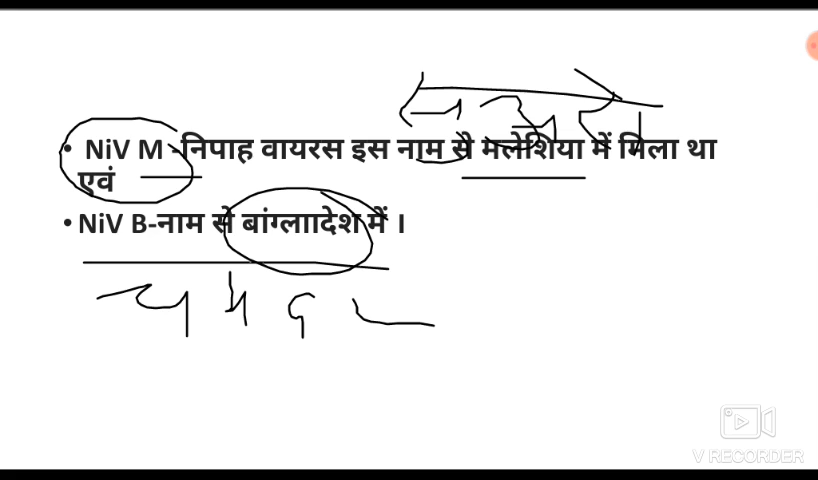 • NiV M -निपाह वायरस इस नाम से मलेशिया में मिला था
एवं
• NiV B-नाम से बांग्लाादेश में ।
V RECORDER